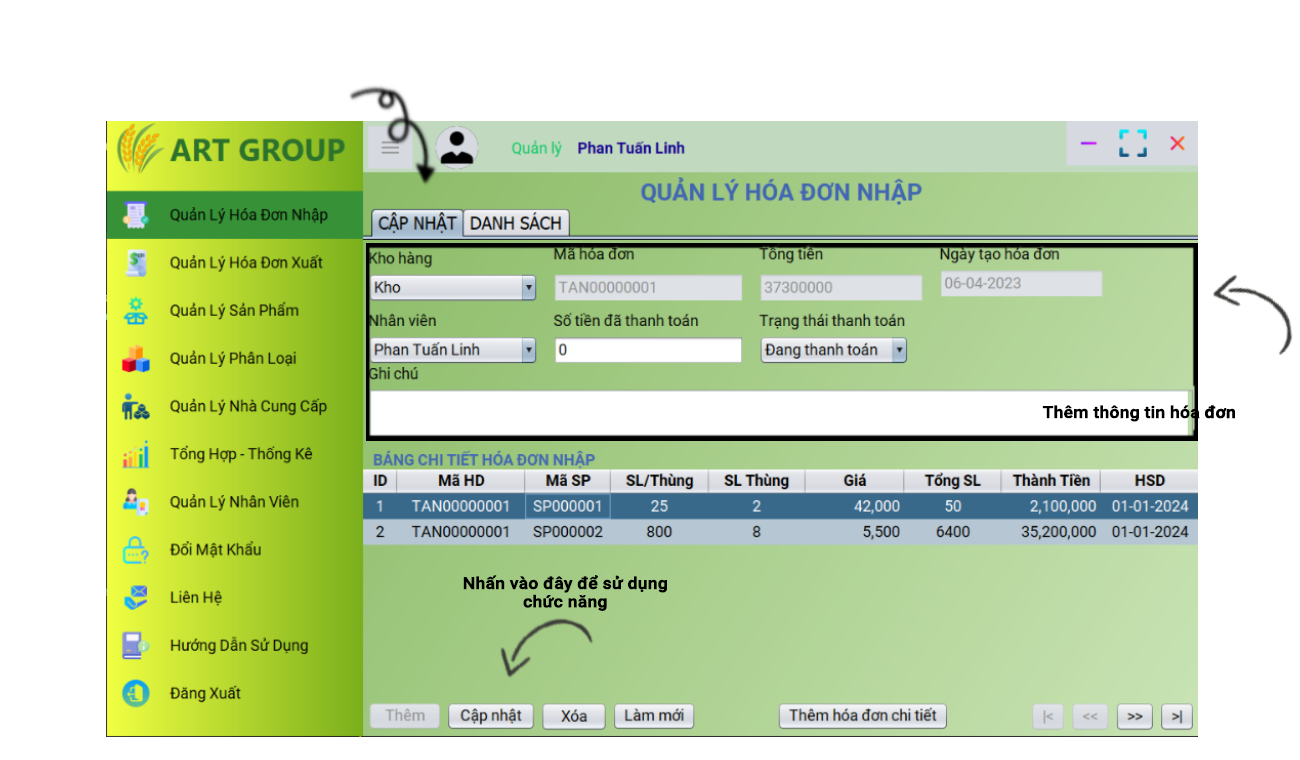 ART GROUP
Quản lý Phan Tuấn Linh
QUẢN LÝ HÓA ĐƠN NHẬP
CẬP NHẬT DANH SÁCH
Quản Lý Hóa Đơn Nhập
Quản Lý Hóa Đơn Xuất
Quản Lý Sản Phẩm
Quản Lý Phân Loại
Quản Lý Nhà Cung Cấp
Tổng Hợp - Thống Kê
Quản Lý Nhân Viên
Đổi Mật Khẩu
Liên Hệ
Hướng Dẫn Sử Dụng
Đăng Xuất
Kho hàng Mã hóa đơn Tổng tiền Ngày tạo hóa đơn
Kho TAN00000001 37300000 06-04-2023
Nhân viên Số tiền đã thanh toán Trạng thái thanh toán
Phan Tuấn Linh 0 Đang thanh toán
Ghi chú
Thêm thông tin hóa đơn
BẢNG CHI TIẾT HÓA ĐƠN NHẬP
ID Mã HD Mã SP SL/Thùng SL Thùng Giá Tổng SL Thành Tiền HSD
1 TAN00000001 SP000001 25 2 42,000 50 2,100,000 01-01-2024
2 TAN00000001 SP000002 800 8 5,500 6400 35,200,000 01-01-2024
Nhấn vào đây để sử dụng
chức năng
Thêm Cập nhật Xóa Làm mới Thêm hóa đơn chi tiết |< << >> >|